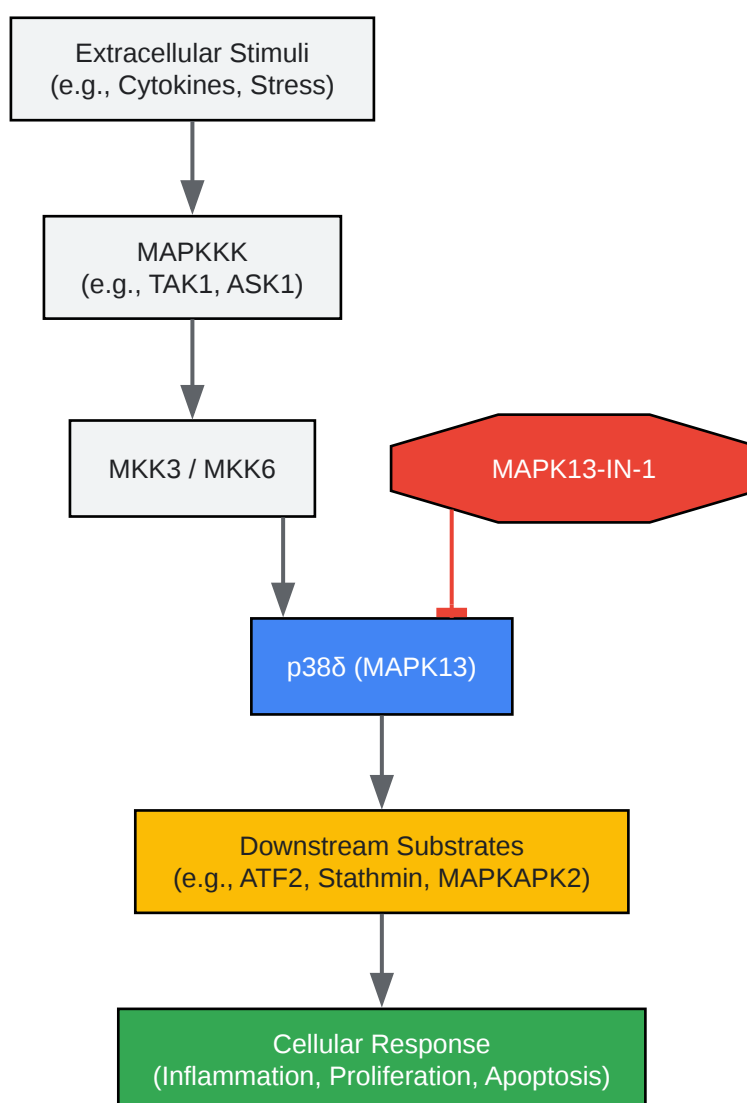 Extracellular Stimuli
(e.g., Cytokines, Stress)
MAPKKK
(e.g., TAK1, ASK1)
MKK3 / MKK6
MAPK13-IN-1
p38δ (MAPK13)
Downstream Substrates
(e.g., ATF2, Stathmin, MAPKAPK2)
Cellular Response
(Inflammation, Proliferation, Apoptosis)